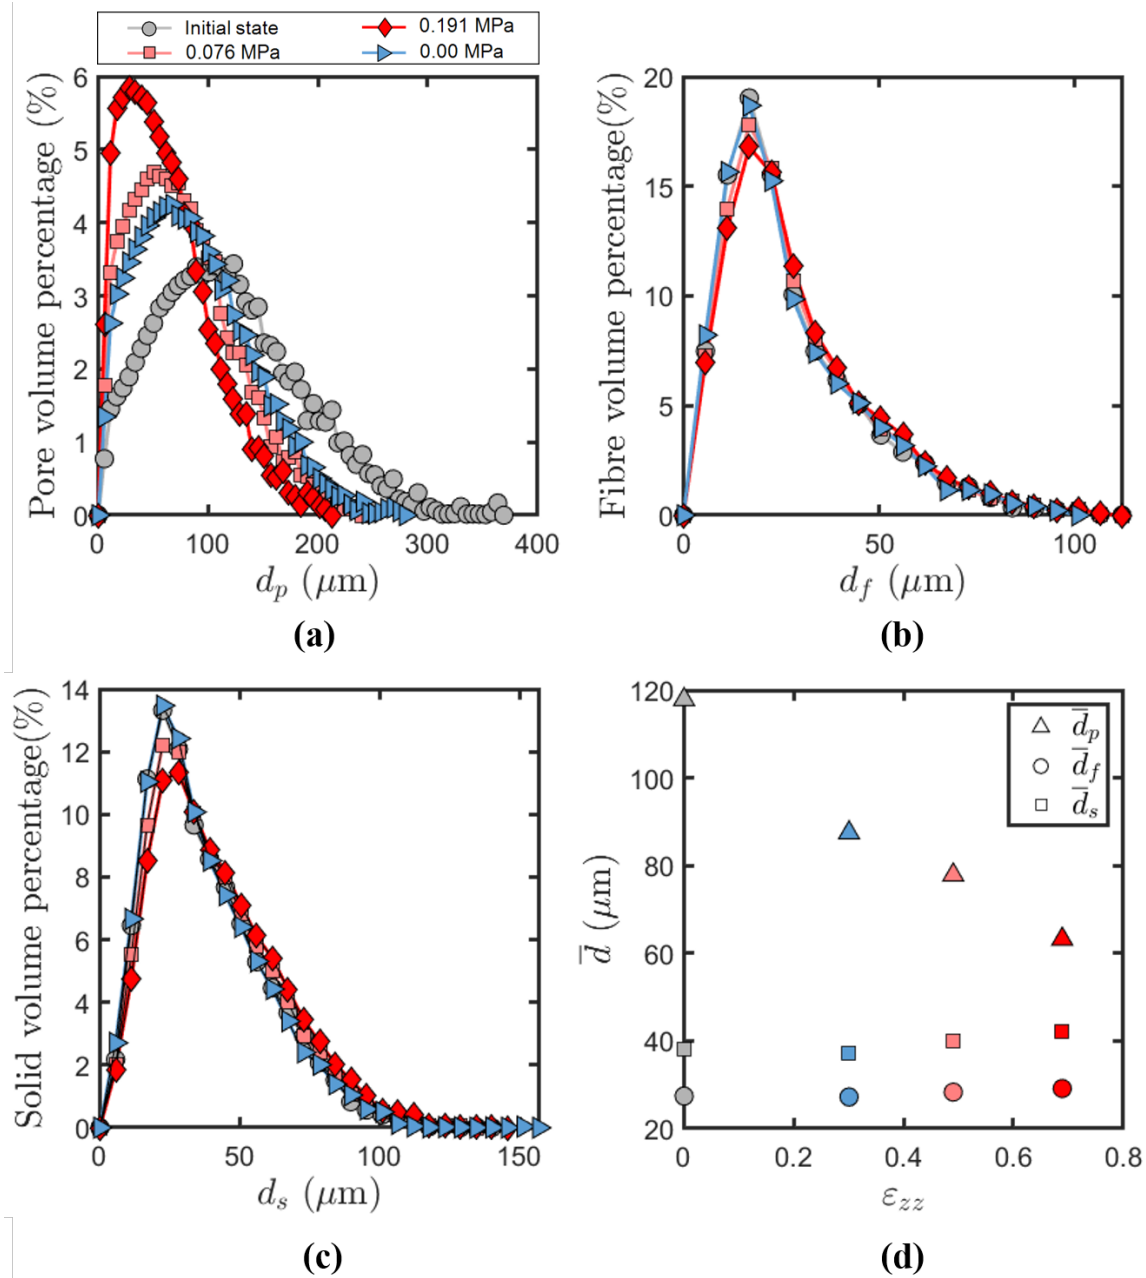 Initial state 0.191 MPa
0.076 MPa 0.00 MPa
Pore volume percentage (%)
6
5
4
3
2
1
0
0 100 200 300 400
d_p (μm)
(a)
Fibre volume percentage(%)
20
15
10
5
0
0 50 100
d_f (μm)
(b)
Solid volume percentage(%)
14
12
10
8
6
4
2
0
0 50 100 150
d_s (μm)
(c)
d̅ (μm)
120
100
80
60
40
20
0 0.2 0.4 0.6 0.8
ε_zz
d̅_p
d̅_f
d̅_s
(d)